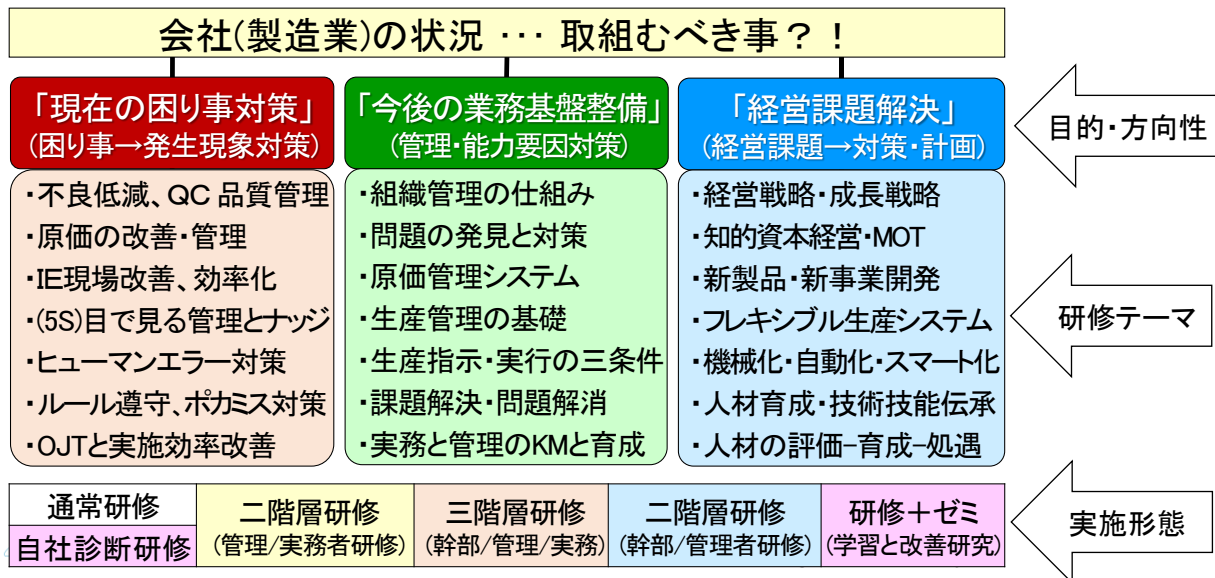 会社(製造業)の状況 … 取組むべき事？！
「現在の困り事対策」
(困り事→発生現象対策)
・不良低減、QC 品質管理
・原価の改善・管理
・IE現場改善、効率化
・(5S)目で見る管理とナッジ
・ヒューマンエラー対策
・ルール遵守、ポカミス対策
・OJTと実施効率改善
「今後の業務基盤整備」
(管理・能力要因対策)
・組織管理の仕組み
・問題の発見と対策
・原価管理システム
・生産管理の基礎
・生産指示・実行の三条件
・課題解決・問題解消
・実務と管理のKMと育成
「経営課題解決」
(経営課題→対策・計画)
・経営戦略・成長戦略
・知的資本経営・MOT
・新製品・新事業開発
・フレキシブル生産システム
・機械化・自動化・スマート化
・人材育成・技術技能伝承
・人材の評価-育成-処遇
目的・方向性
研修テーマ
通常研修
自社診断研修
二階層研修
(管理/実務者研修)
三階層研修
(幹部/管理/実務)
二階層研修
(幹部/管理者研修)
研修＋ゼミ
(学習と改善研究)
実施形態